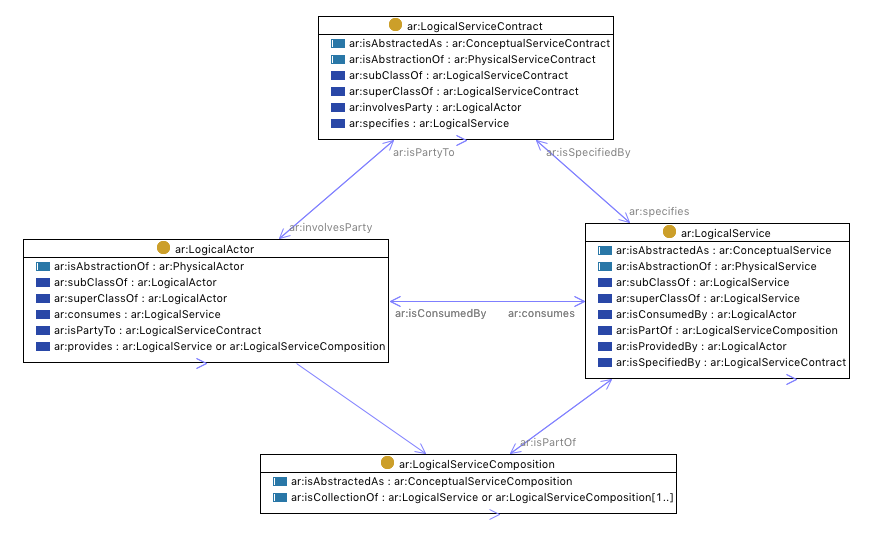 ar:LogicalServiceContract
ar:isAbstractedAs : ar:ConceptualServiceContract
ar:isAbstractionOf : ar:PhysicalServiceContract
ar:subClassOf : ar:LogicalServiceContract
ar:superClassOf : ar:LogicalServiceContract
ar:involvesParty : ar:LogicalActor
ar:specifies : ar:LogicalService
ar:isPartyTo
ar:isSpecifiedBy
ar:specifies
ar:involvesParty
ar:LogicalActor
ar:isAbstractionOf : ar:PhysicalActor
ar:subClassOf : ar:LogicalActor
ar:superClassOf : ar:LogicalActor
ar:consumes : ar:LogicalService
ar:isPartyTo : ar:LogicalServiceContract
ar:provides : ar:LogicalService or ar:LogicalServiceComposition
ar:isConsumedBy
ar:consumes
ar:LogicalService
ar:isAbstractedAs : ar:ConceptualService
ar:isAbstractionOf : ar:PhysicalService
ar:subClassOf : ar:LogicalService
ar:superClassOf : ar:LogicalService
ar:isConsumedBy : ar:LogicalActor
ar:isPartOf : ar:LogicalServiceComposition
ar:isProvidedBy : ar:LogicalActor
ar:isSpecifiedBy : ar:LogicalServiceContract
ar:isPartOf
ar:LogicalServiceComposition
ar:isAbstractedAs : ar:ConceptualServiceComposition
ar:isCollectionOf : ar:LogicalService or ar:LogicalServiceComposition[1..]